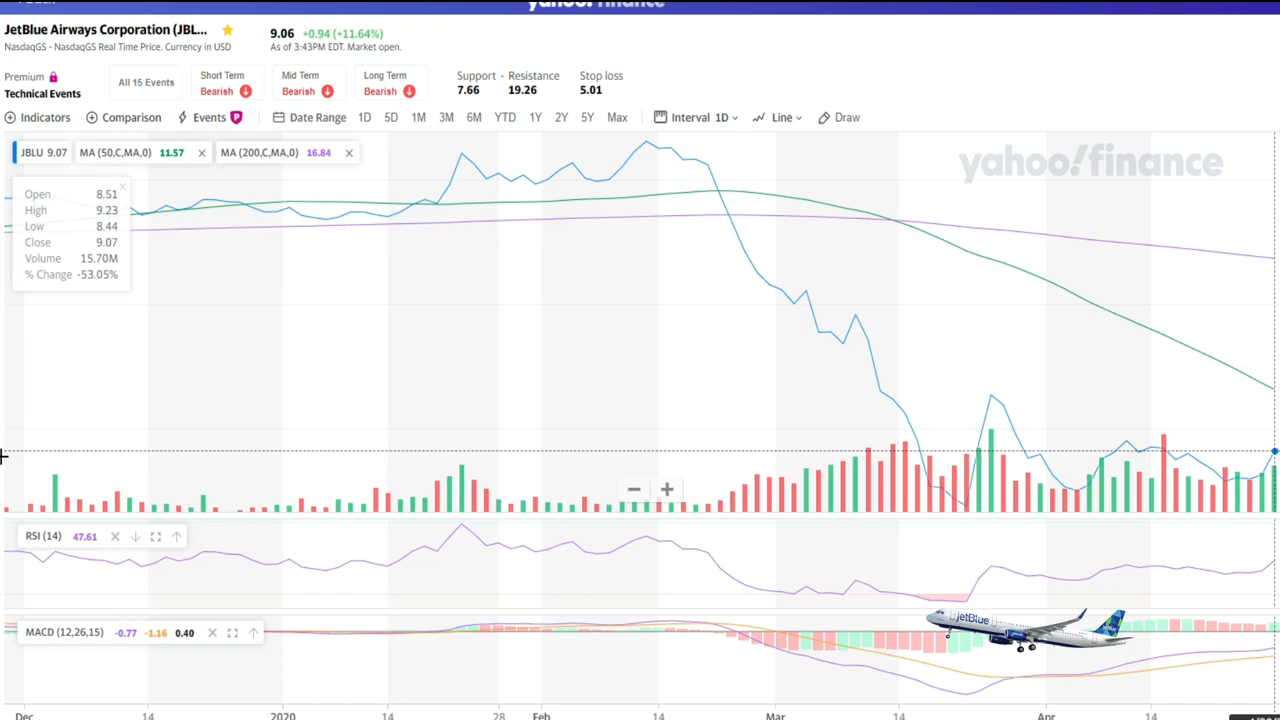 yahoo! finance
JetBlue Airways Corporation (JBL...
NasdaqGS - NasdaqGS Real Time Price. Currency in USD
9.06 +0.94 (+11.64%)
As of 3:43PM EDT. Market open.
Premium
Technical Events
All 15 Events
Short Term
Bearish
Mid Term
Bearish
Long Term
Bearish
Support - Resistance
7.66 19.26
Stop loss
5.01
Indicators Comparison Events P Date Range 1D 5D 1M 3M 6M YTD 1Y 2Y 5Y Max Interval 1D Line Draw
JBLU 9.07 MA (50,C,MA,0) 11.57 MA (200,C,MA,0) 16.84
yahoo!finance
Open 8.51
High 9.23
Low 8.44
Close 9.07
Volume 15.70M
% Change -53.05%
RSI (14) 47.61
MACD (12,26,15) -0.77 -1.16 0.40
jetBlue
Dec 14 2020 14 28 Feb 14 Mar 14 Apr 14